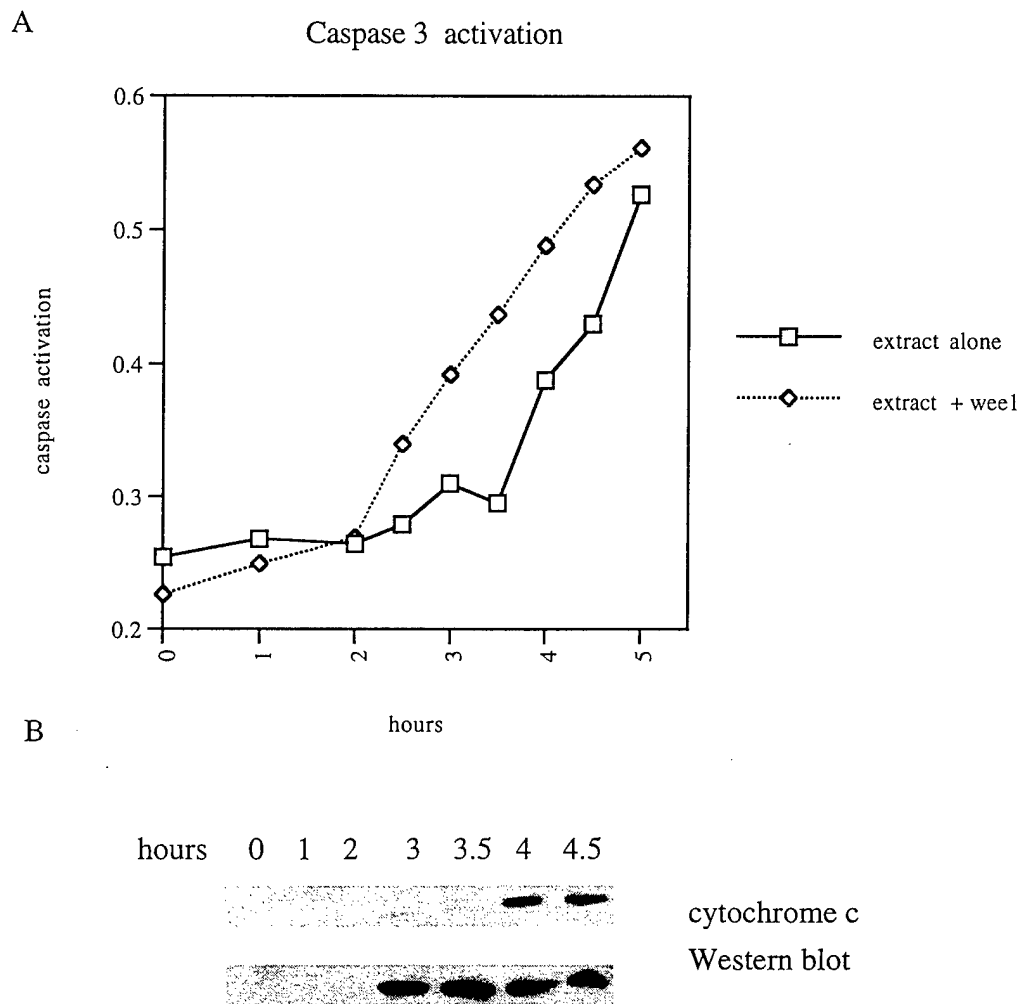 A
Caspase 3 activation
0.6
0.5
0.4
0.3
0.2
caspase activation
0 1 2 3 4 5
hours
extract alone
extract + wee1
B
hours 0 1 2 3 3.5 4 4.5
cytochrome c
Western blot